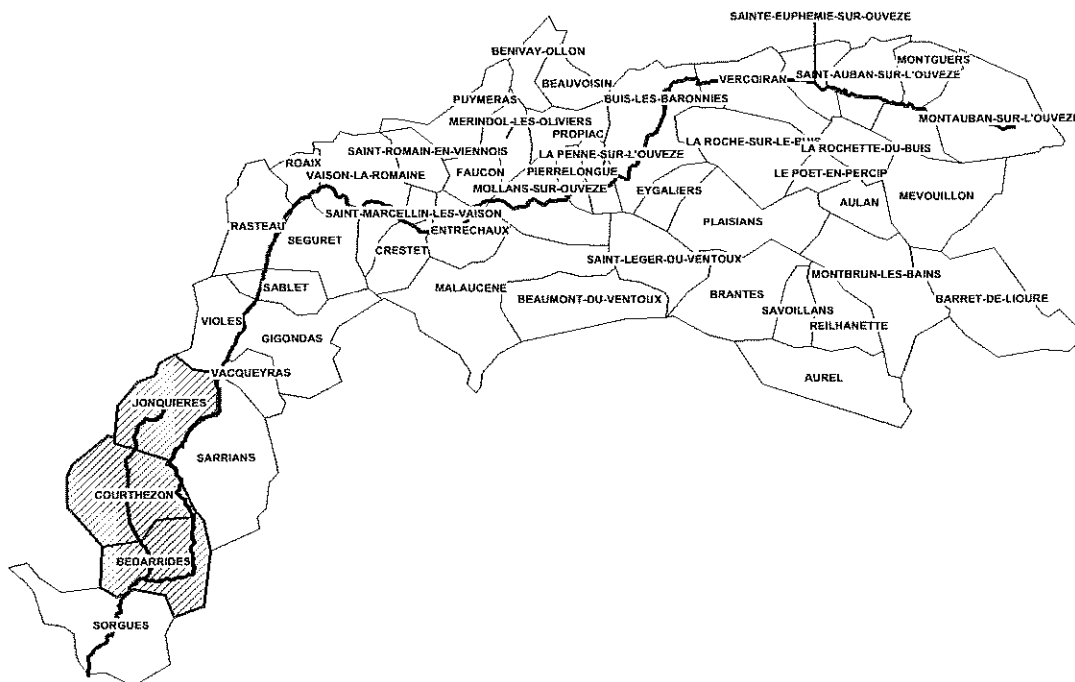 SAINTE-EUPHEMIE-SUR-OUVEZE
BENIVAY-OLLON
MONTGUERS
SAINT-AUBAN-SUR-L'OUVEZE
VERCOIRAN
BEAUVOISIN
BUIS-LES-BARONNIES
PUYMERAS
MERINDOL-LES-OLIVIERS
MONTAUBAN-SUR-L'OUVEZE
PROPIAC
LA ROCHE-SUR-LE-BUIS
LA ROCHETTE-DU-BUIS
SAINT-ROMAIN-EN-VIENNOIS
LA PENNE-SUR-L'OUVEZE
ROAIX
VAISON-LA-ROMAINE
FAUCON
PIERRELONGUE
LE POET-EN-PERCIP
MOLLANS-SUR-OUVEZE
EYGALIERS
MEVOUILLON
AULAN
SAINT-MARCELLIN-LES-VAISON
PLAISIANS
RASTEAU
ENTRECHAUX
SEGURET
CRESTET
SAINT-LEGER-DU-VENTOUX
MONTBRUN-LES-BAINS
SABLET
MALAUCENE
BEAUMONT-DU-VENTOUX
BRANTES
BARRET-DE-LIOURE
SAVOILLANS
VIOLES
REILHANETTE
GIGONDAS
VACQUEYRAS
AUREL
JONQUIERES
SARRIANS
COURTHEZON
BEDARRIDES
SORGUES